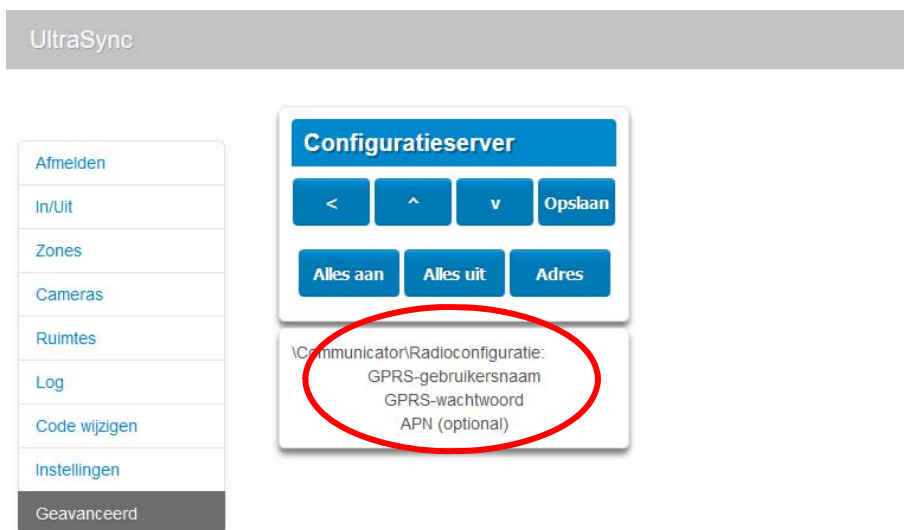 UltraSync
Afmelden
In/Uit
Zones
Cameras
Ruimtes
Log
Code wijzigen
Instellingen
Geavanceerd
Configuratieserver
< ^ v Opslaan
Alles aan Alles uit Adres
\Communicator\Radioconfiguratie:
GPRS-gebruikersnaam
GPRS-wachtwoord
APN (optional)